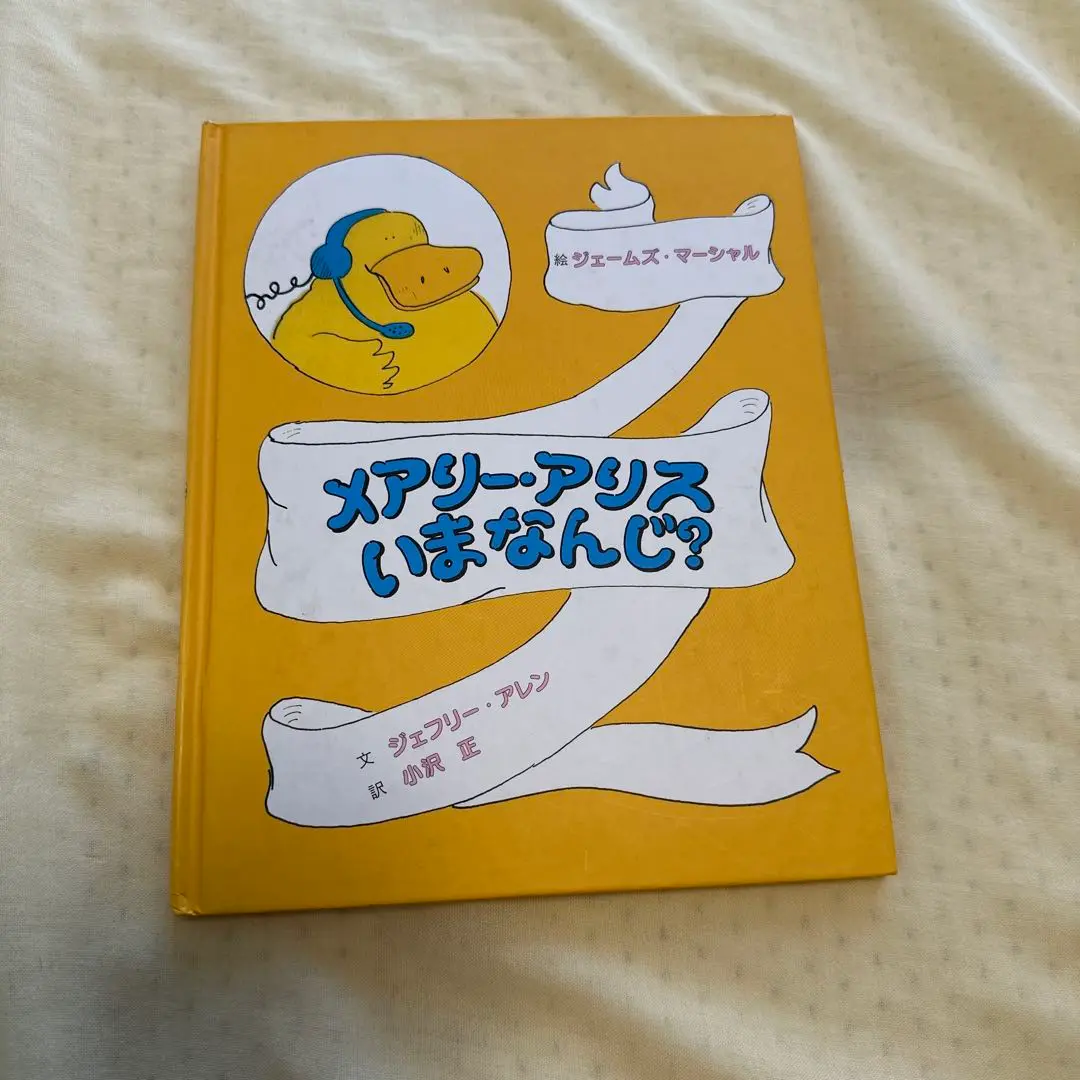 絵 ジェームズ・マーシャル
メアリー・アリス
いまなんじ?
文 ジェフリー・アレン
訳 小沢 正